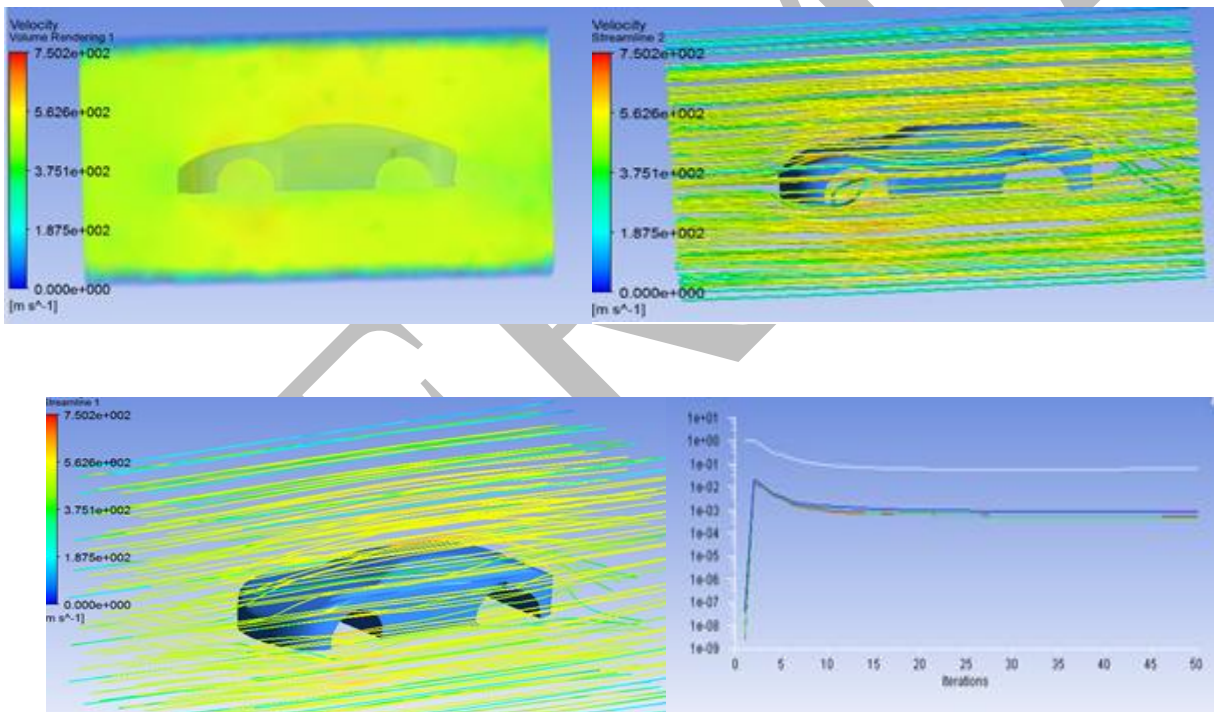 Velocity
Volume Rendering 1
7.502e+002
5.626e+002
3.751e+002
1.875e+002
0.000e+000
[m s^-1]
Velocity
Streamline 2
7.502e+002
5.626e+002
3.751e+002
1.875e+002
0.000e+000
[m s^-1]
Streamline 1
7.502e+002
5.626e+002
3.751e+002
1.875e+002
0.000e+000
m s^-1]
1e+01
1e+00
1e-01
1e-02
1e-03
1e-04
1e-05
1e-06
1e-07
1e-08
1e-09
0 5 10 15 20 25 30 35 40 45 50
Iterations